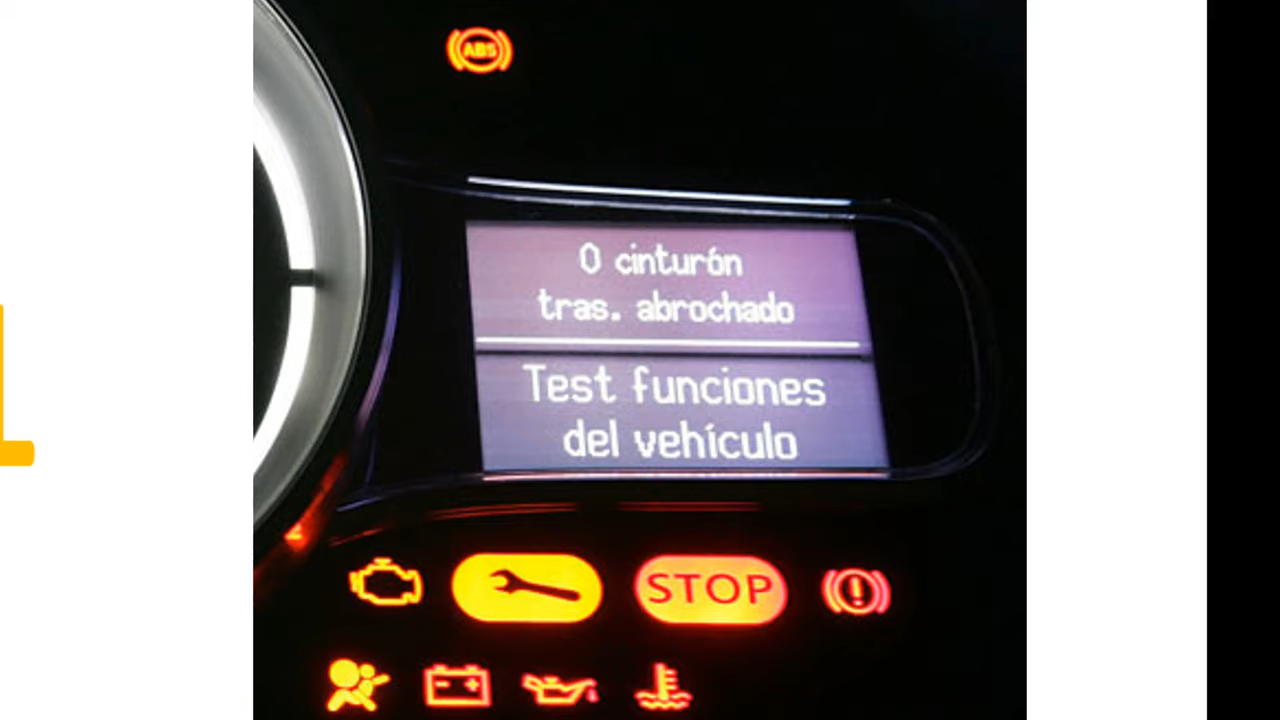 ABS
0 cinturón
tras. abrochado
Test funciones
del vehículo
STOP